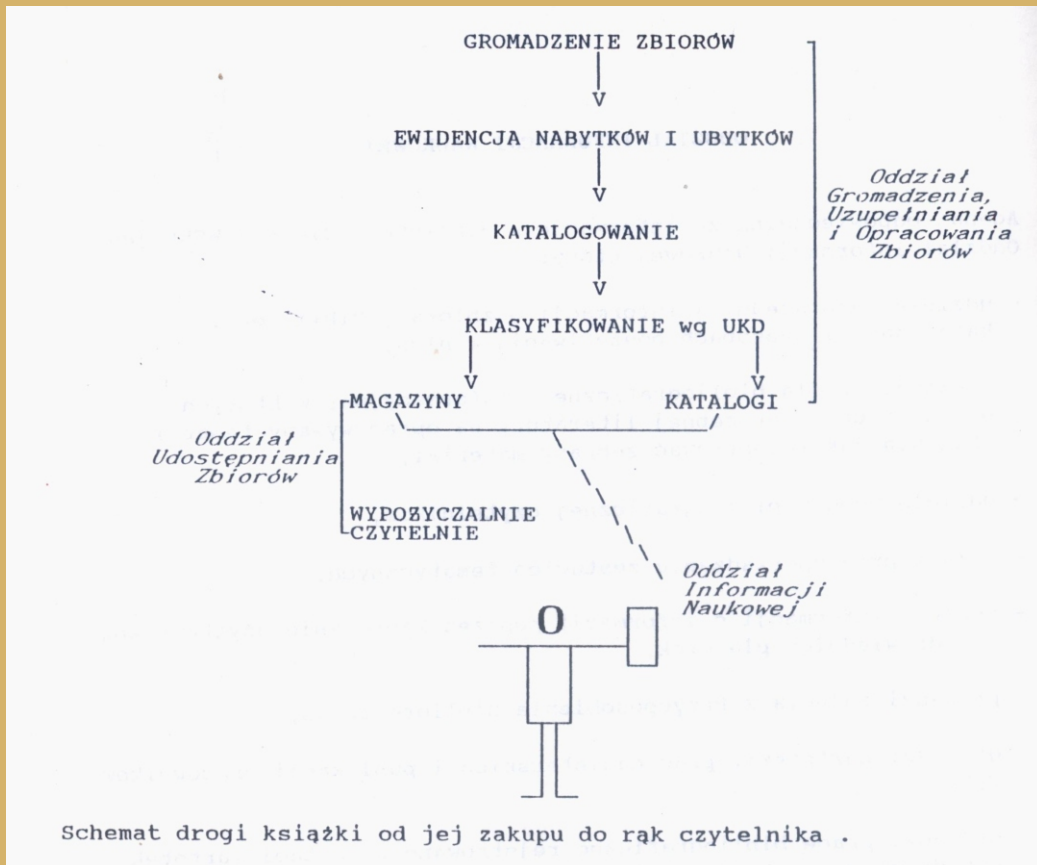 GROMADZENIE ZBIORÓW
V
EWIDENCJA NABYTKÓW I UBYTKÓW
V
KATALOGOWANIE
V
KLASYFIKOWANIE wg UKD
V V
MAGAZYNY KATALOGI
Oddział
Gromadzenia,
Uzupełniania
i Opracowania
Zbiorów
Oddział
Udostępniania
Zbiorów
WYPOŻYCZALNIE
CZYTELNIE
Oddział
Informacji
Naukowej
O
Schemat drogi książki od jej zakupu do rąk czytelnika .